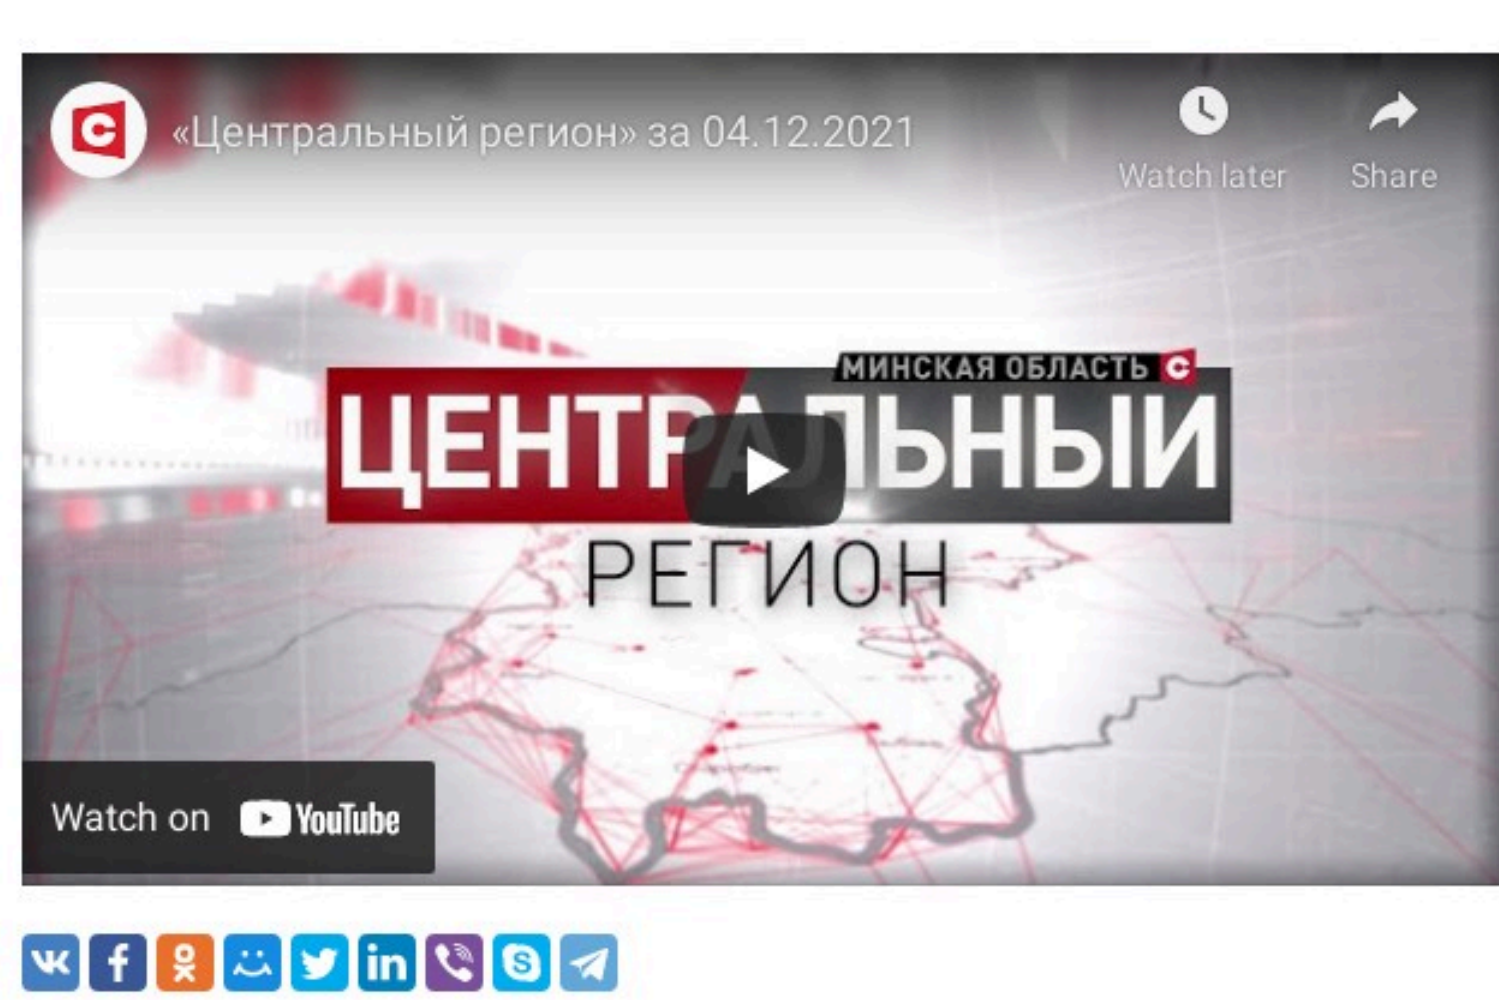 «Центральный регион» за 04.12.2021
Watch later
Share
МИНСКАЯ ОБЛАСТЬ
ЦЕНТРАЛЬНЫЙ
РЕГИОН
Watch on YouTube